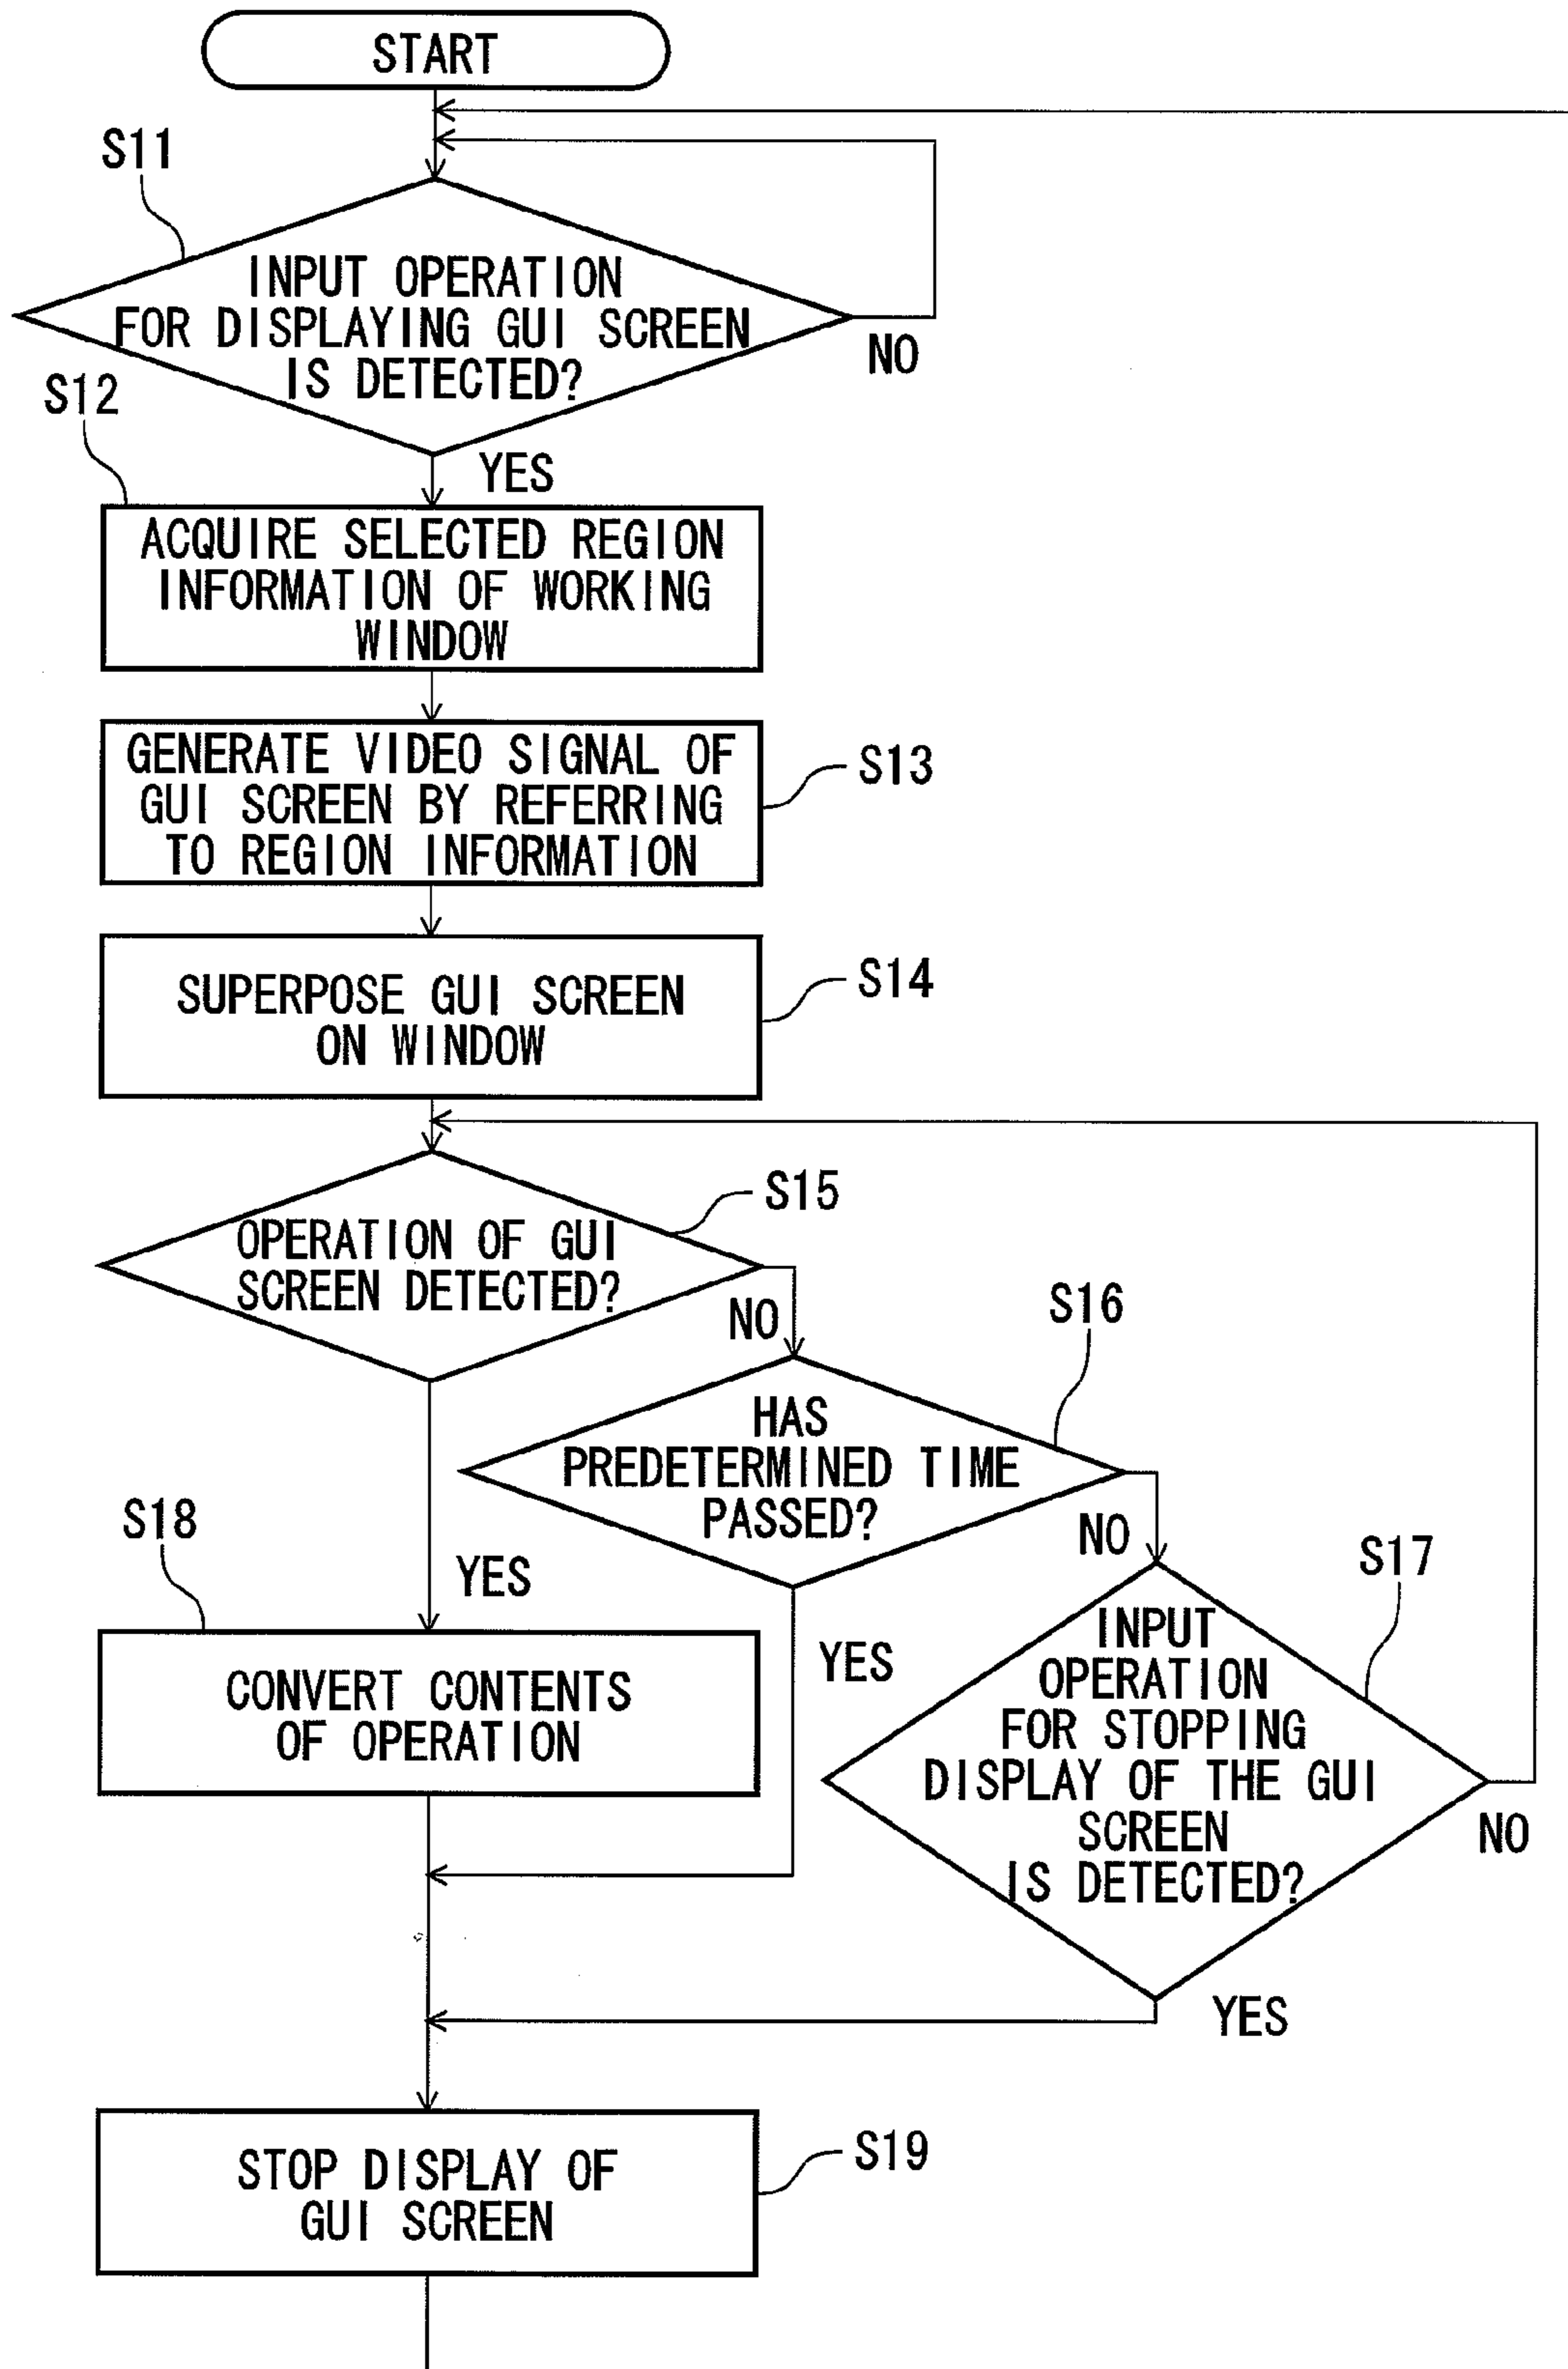 START
S11
INPUT OPERATION
FOR DISPLAYING GUI SCREEN
IS DETECTED?
NO
S12
YES
ACQUIRE SELECTED REGION
INFORMATION OF WORKING
WINDOW
GENERATE VIDEO SIGNAL OF
GUI SCREEN BY REFERRING
TO REGION INFORMATION
S13
SUPERPOSE GUI SCREEN
ON WINDOW
S14
OPERATION OF GUI
SCREEN DETECTED?
S15
NO
S16
HAS
PREDETERMINED TIME
PASSED?
NO
S17
S18
YES
YES
INPUT
OPERATION
FOR STOPPING
DISPLAY OF THE GUI
SCREEN
IS DETECTED?
NO
CONVERT CONTENTS
OF OPERATION
YES
STOP DISPLAY OF
GUI SCREEN
S19